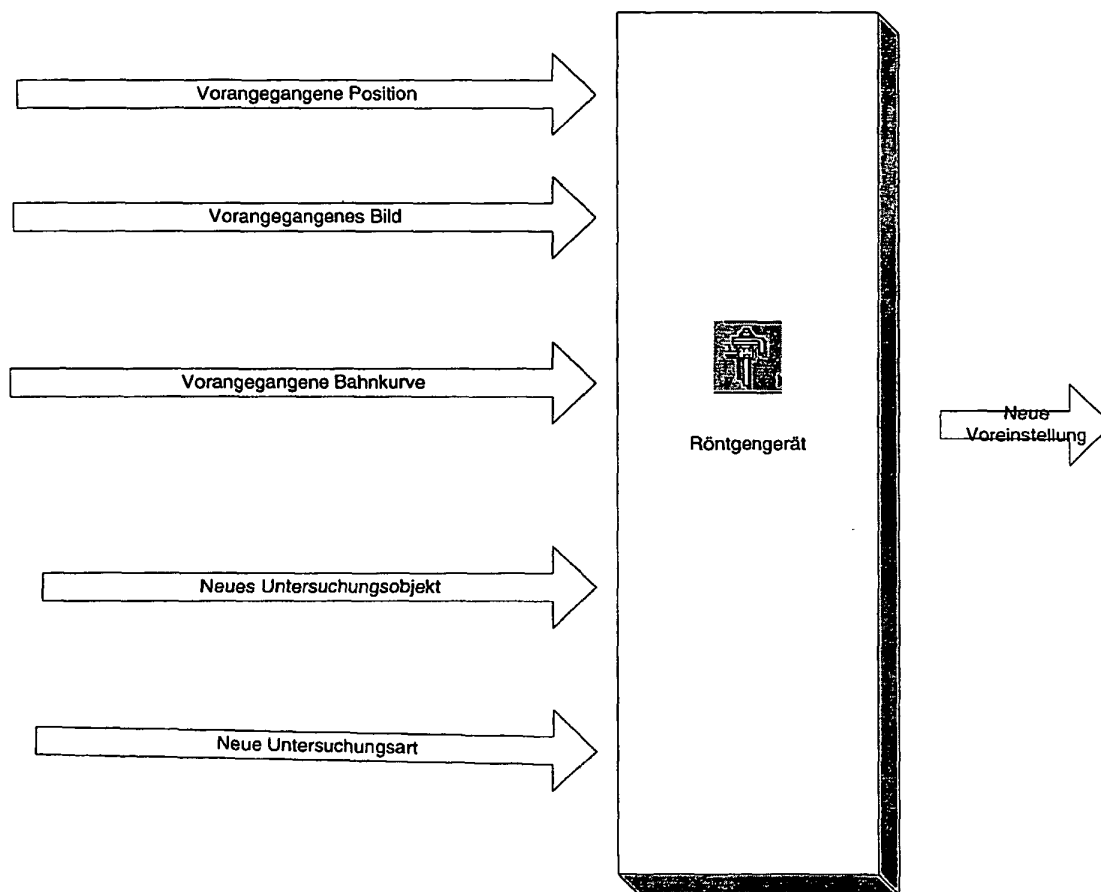 Vorangegangene Position
Vorangegangenes Bild
Vorangegangene Bahnkurve
Röntgengerät
Neue
Voreinstellung
Neues Untersuchungsobjekt
Neue Untersuchungsart